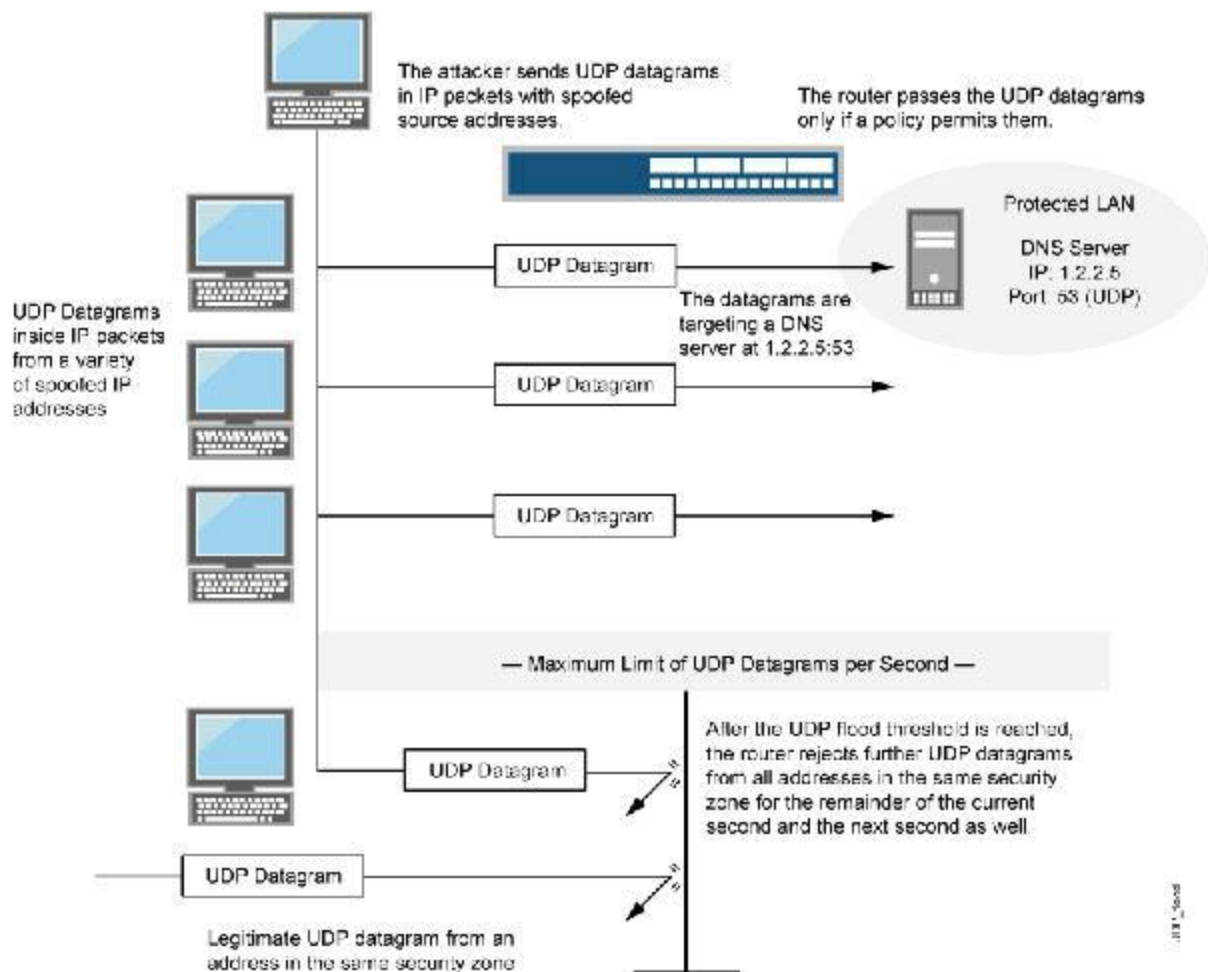 The attacker sends UDP datagrams
in IP packets with spoofed
source addresses.
The router passes the UDP datagrams
only if a policy permits them.
Protected LAN
DNS Server
IP: 1.2.2.5
Port: 53 (UDP)
UDP Datagram
The datagrams are
targeting a DNS
server at 1.2.2.5:53
UDP Datagrams
inside IP packets
from a variety
of spoofed IP
addresses
UDP Datagram
UDP Datagram
— Maximum Limit of UDP Datagrams per Second —
After the UDP flood threshold is reached,
the router rejects further UDP datagrams
from all addresses in the same security
zone for the remainder of the current
second and the next second as well.
UDP Datagram
UDP Datagram
Legitimate UDP datagram from an
address in the same security zone